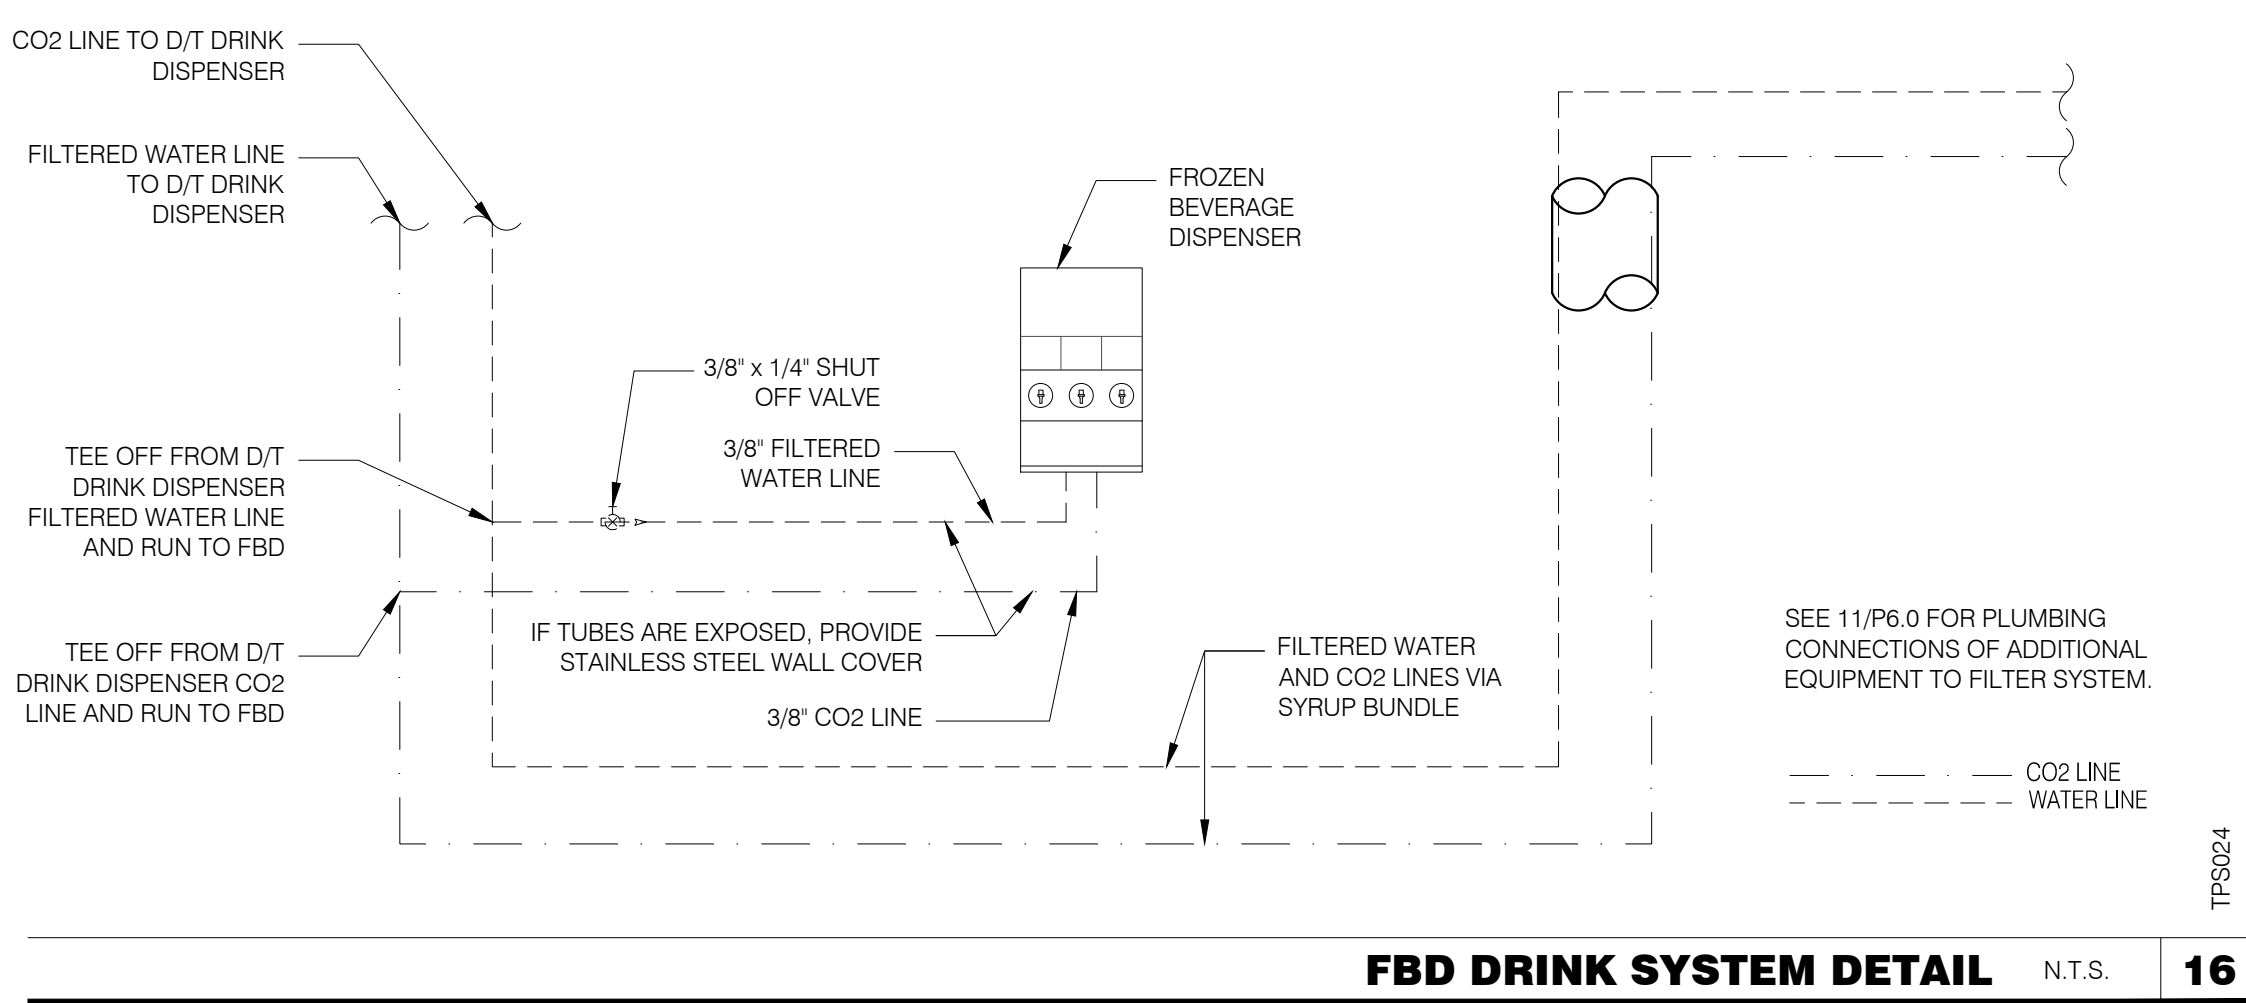 CO2 LINE TO D/T DRINK
DISPENSER
FILTERED WATER LINE
TO D/T DRINK
DISPENSER
FROZEN
BEVERAGE
DISPENSER
3/8" x 1/4" SHUT
OFF VALVE
3/8" FILTERED
WATER LINE
TEE OFF FROM D/T
DRINK DISPENSER
FILTERED WATER LINE
AND RUN TO FBD
TEE OFF FROM D/T
DRINK DISPENSER CO2
LINE AND RUN TO FBD
IF TUBES ARE EXPOSED, PROVIDE
STAINLESS STEEL WALL COVER
3/8" CO2 LINE
FILTERED WATER
AND CO2 LINES VIA
SYRUP BUNDLE
SEE 11/P6.0 FOR PLUMBING
CONNECTIONS OF ADDITIONAL
EQUIPMENT TO FILTER SYSTEM.
CO2 LINE
WATER LINE
TPS024
FBD DRINK SYSTEM DETAIL N.T.S. 16